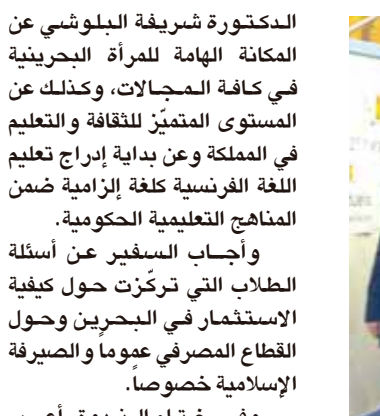 الدكتورة شريفة البلوشي عن
المكانة الهامة للمرأة البحرينية
في كافة المجالات، وكذلك عن
المستوى المتميّز للثقافة والتعليم
في المملكة وعن بداية إدراج تعليم
اللغة الفرنسية كلغة إلزامية ضمن
المناهج التعليمية الحكومية.
وأجاب السفير عن أسئلة
الطلاب التي تركّزت حول كيفية
الاستثمار في البحرين وحول
القطاع المصرفي عموماً والصيرفة
الإسلامية خصوصاً.